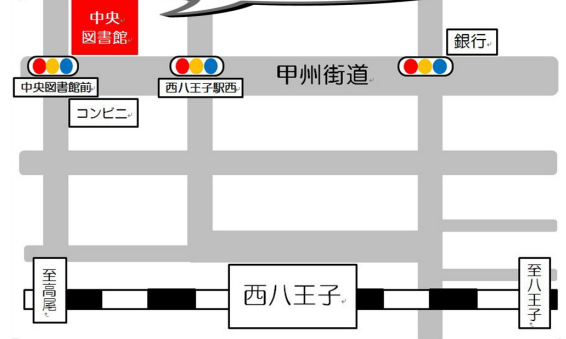 中央
図書館
銀行
甲州街道
中央図書館前
西八王子駅西
コンビニ
至高尾
西八王子
至八王子